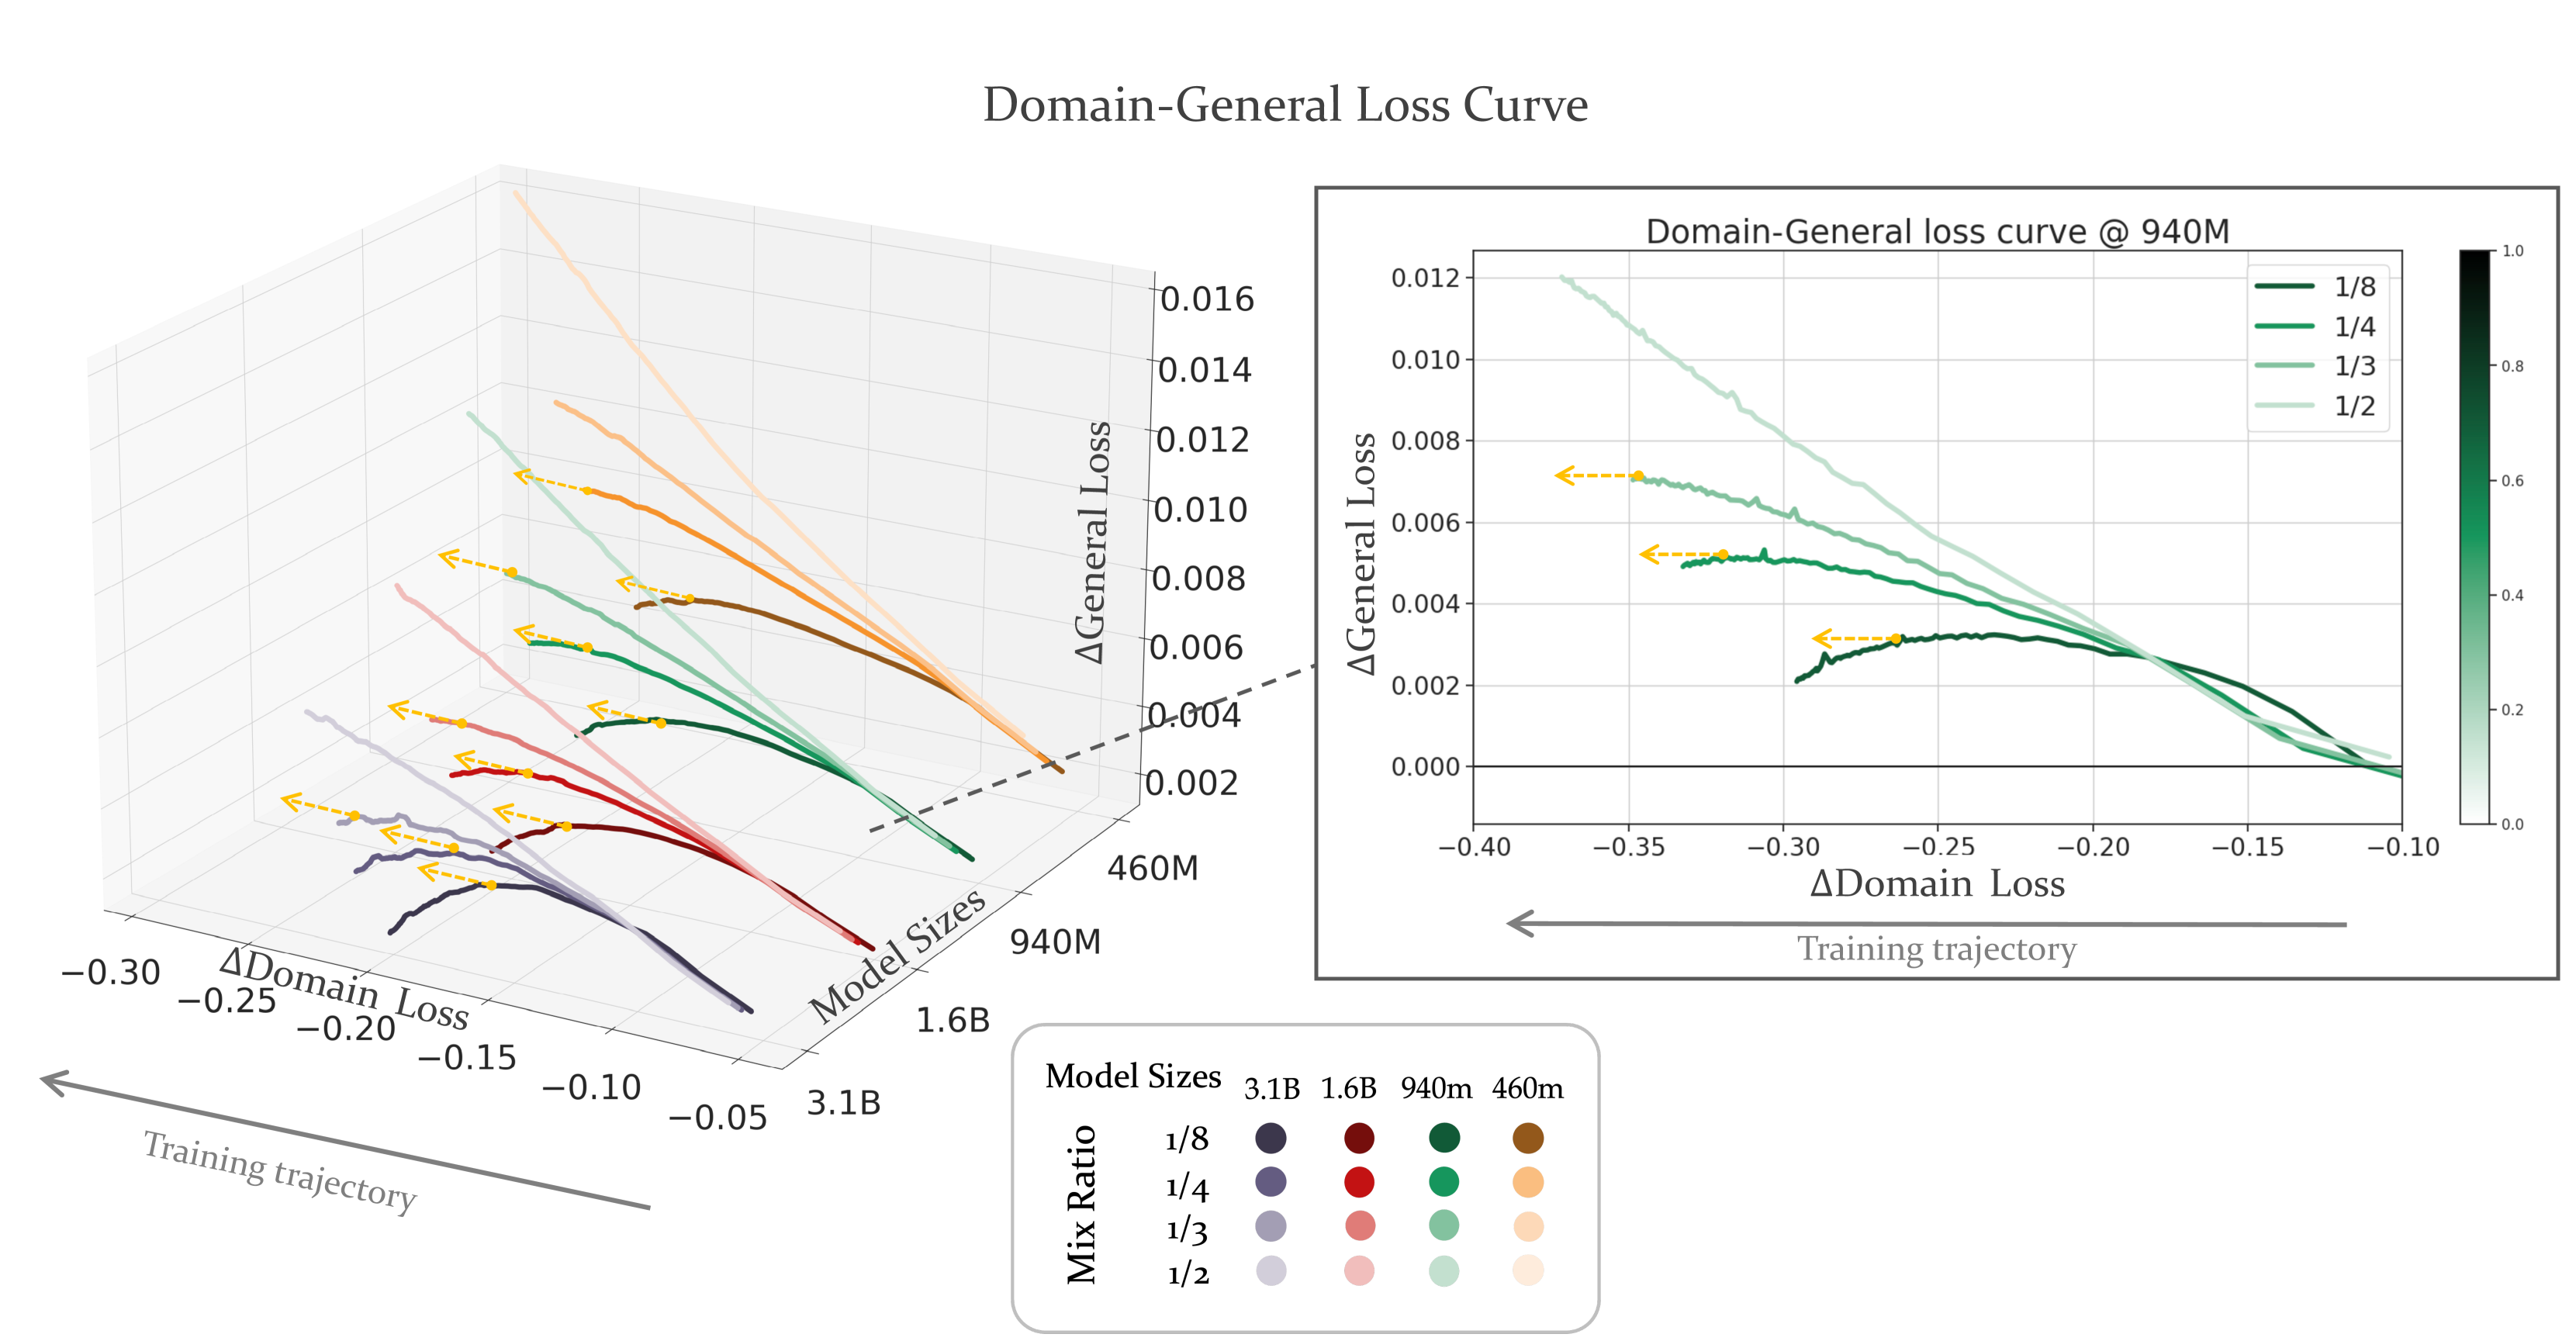 Domain-General Loss Curve
0.016
0.014
0.012
0.010
0.008
0.006
0.004
0.002
ΔGeneral Loss
460M
940M
1.6B
3.1B
Model Sizes
−0.30
−0.25
−0.20
−0.15
−0.10
−0.05
ΔDomain Loss
Training trajectory
Domain-General loss curve @ 940M
0.012
0.010
0.008
0.006
0.004
0.002
0.000
ΔGeneral Loss
1/8
1/4
1/3
1/2
1.0
0.8
0.6
0.4
0.2
0.0
−0.40 −0.35 −0.30 −0.25 −0.20 −0.15 −0.10
ΔDomain Loss
Training trajectory
Model Sizes 3.1B 1.6B 940m 460m
Mix Ratio
1/8
1/4
1/3
1/2